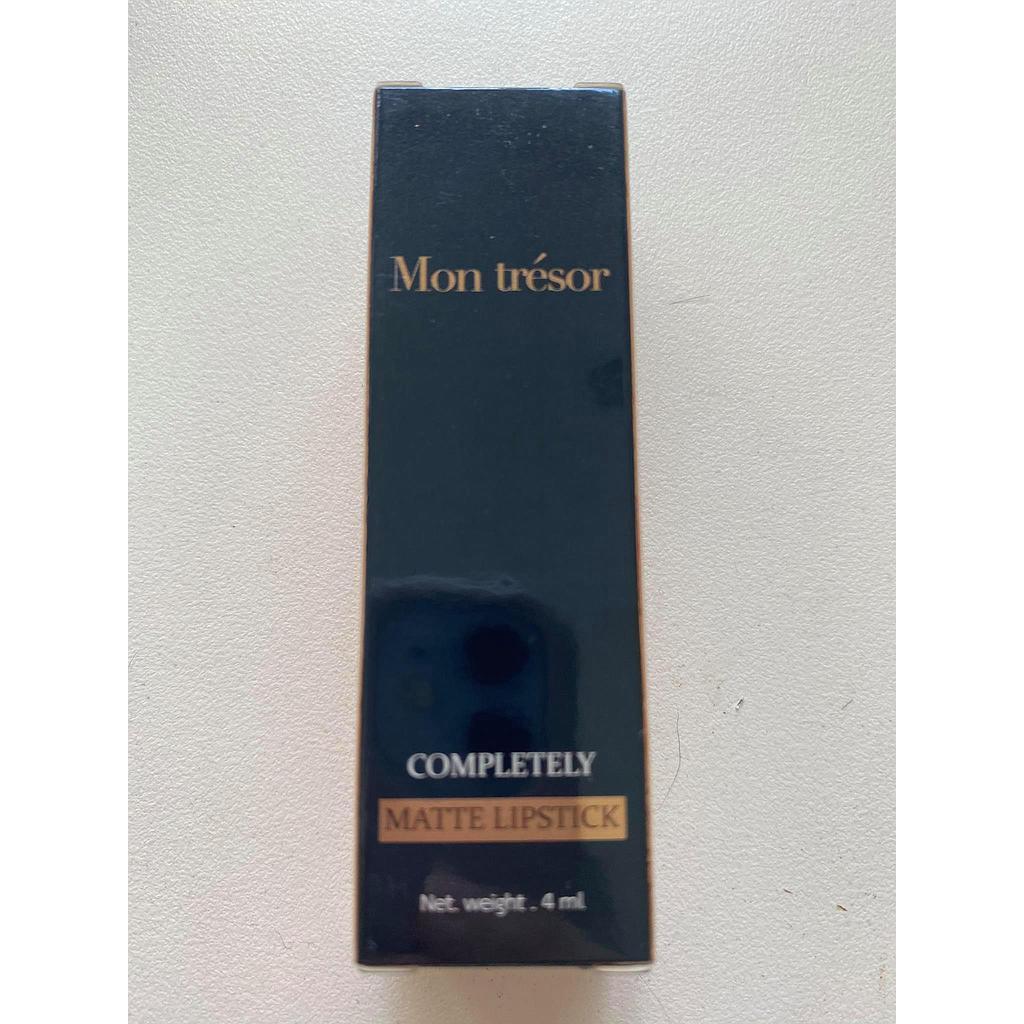 Mon trésor
COMPLETELY
MATTE LIPSTICK
Net. weight . 4 ml